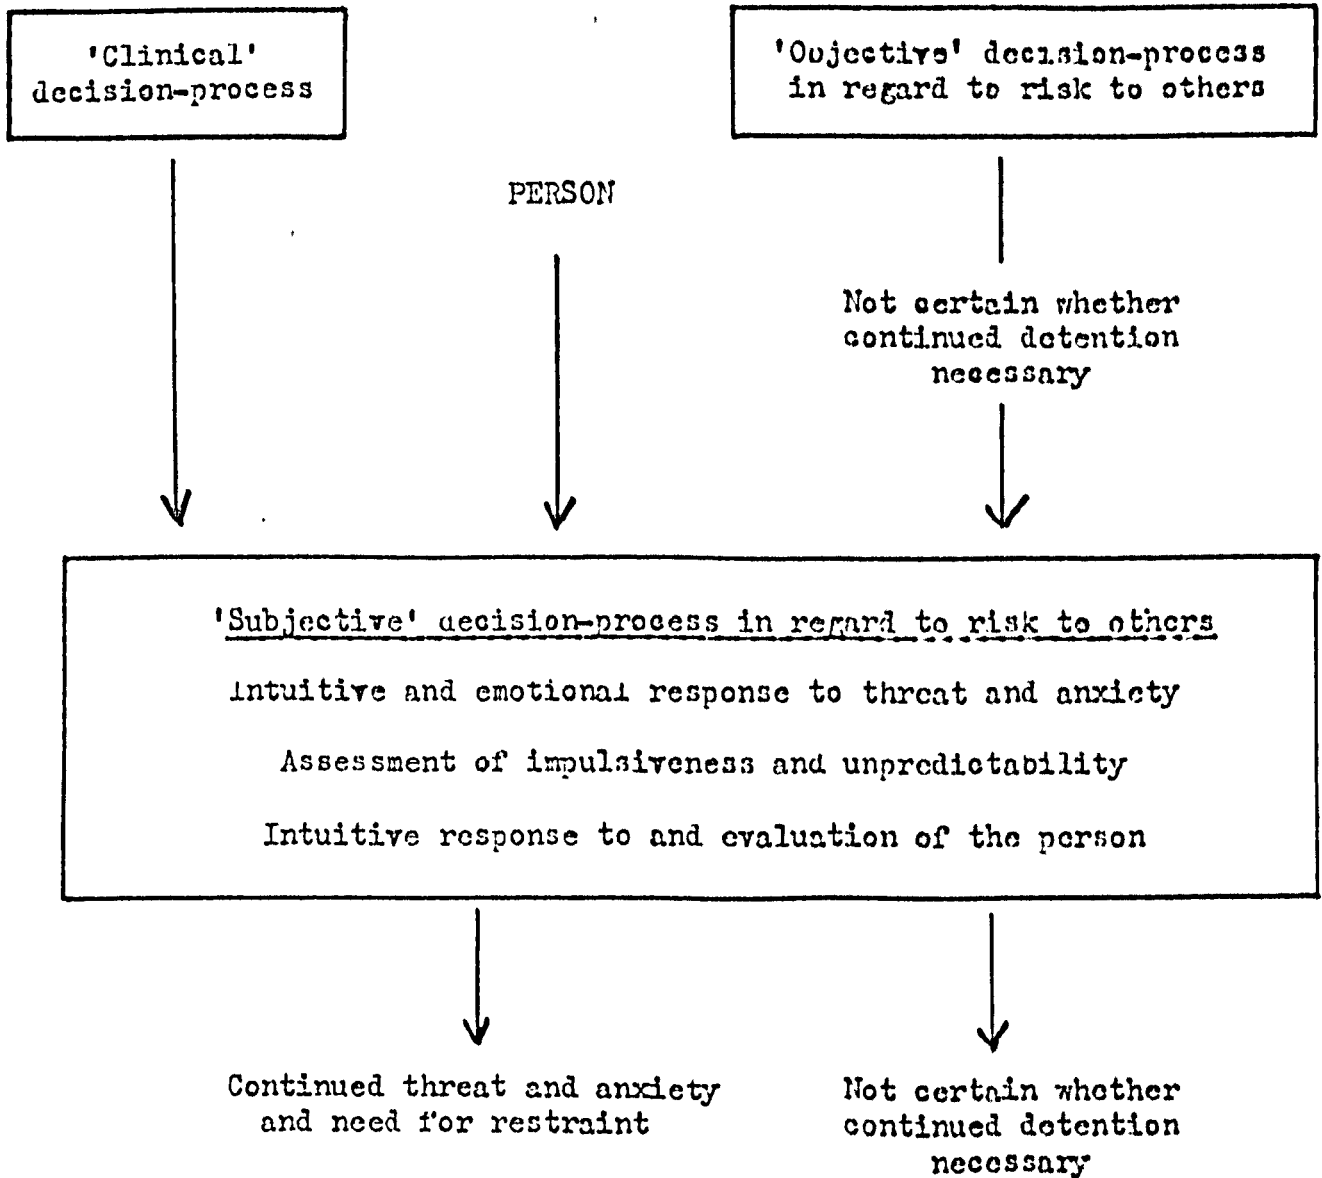 'Clinical'
decision-process
'Objective' decision-process
in regard to risk to others
PERSON
Not certain whether
continued detention
necessary
'Subjective' decision-process in regard to risk to others
Intuitive and emotional response to threat and anxiety
Assessment of impulsiveness and unpredictability
Intuitive response to and evaluation of the person
Continued threat and anxiety
and need for restraint
Not certain whether
continued detention
necessary